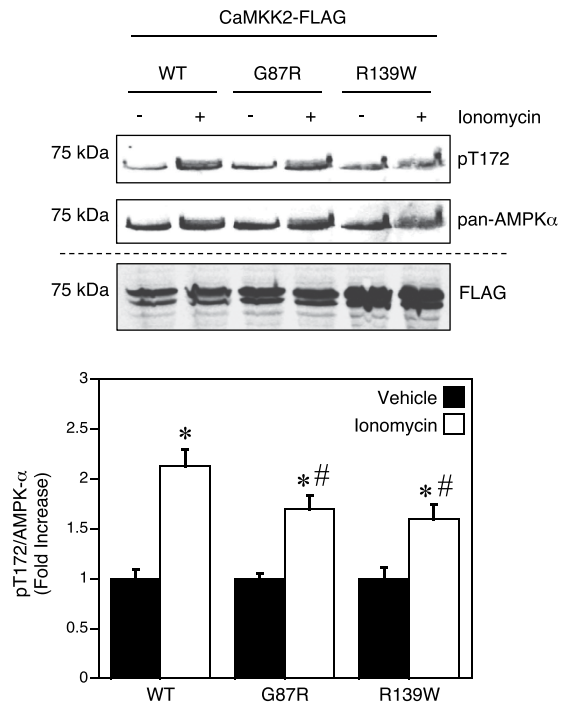 CaMKK2-FLAG
WT G87R R139W
- + - + - + Ionomycin
75 kDa pT172
75 kDa pan-AMPKα
75 kDa FLAG
3
Vehicle
Ionomycin
2.5
*
2
* #
* #
1.5
1
0.5
0
pT172/AMPK-α
(Fold Increase)
WT G87R R139W